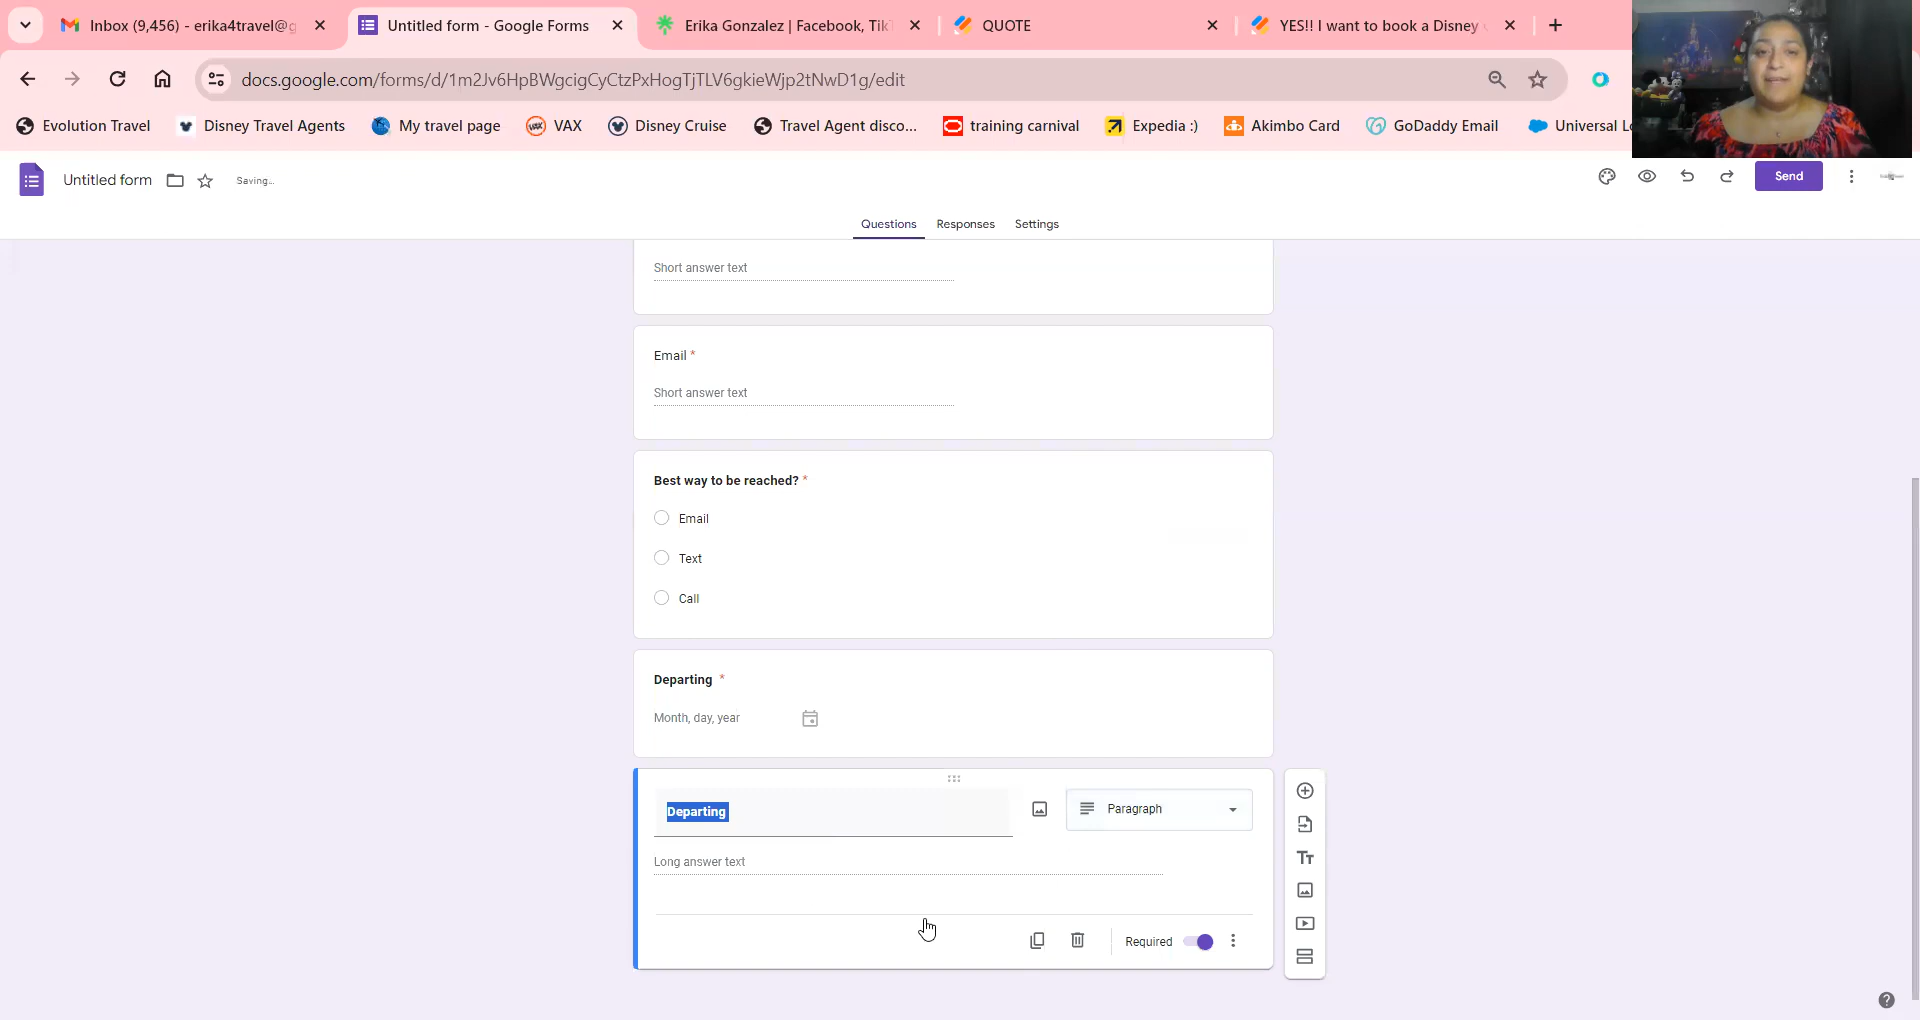 Inbox (9,456) - erika4travel@g
Untitled form - Google Forms
Erika Gonzalez | Facebook, Tik
QUOTE
YES!! I want to book a Disney
docs.google.com/forms/d/1m2Jv6HpBWgcigCyCtzPxHogTjTLV6gkieWjp2tNwD1g/edit
Evolution Travel
Disney Travel Agents
My travel page
VAX
Disney Cruise
Travel Agent disco...
training carnival
Expedia :)
Akimbo Card
GoDaddy Email
Universal
Untitled form
Saving...
Send
Questions
Responses
Settings
Short answer text
Email *
Short answer text
Best way to be reached? *
Email
Text
Call
Departing *
Month, day, year
Departing
Paragraph
Long answer text
Required